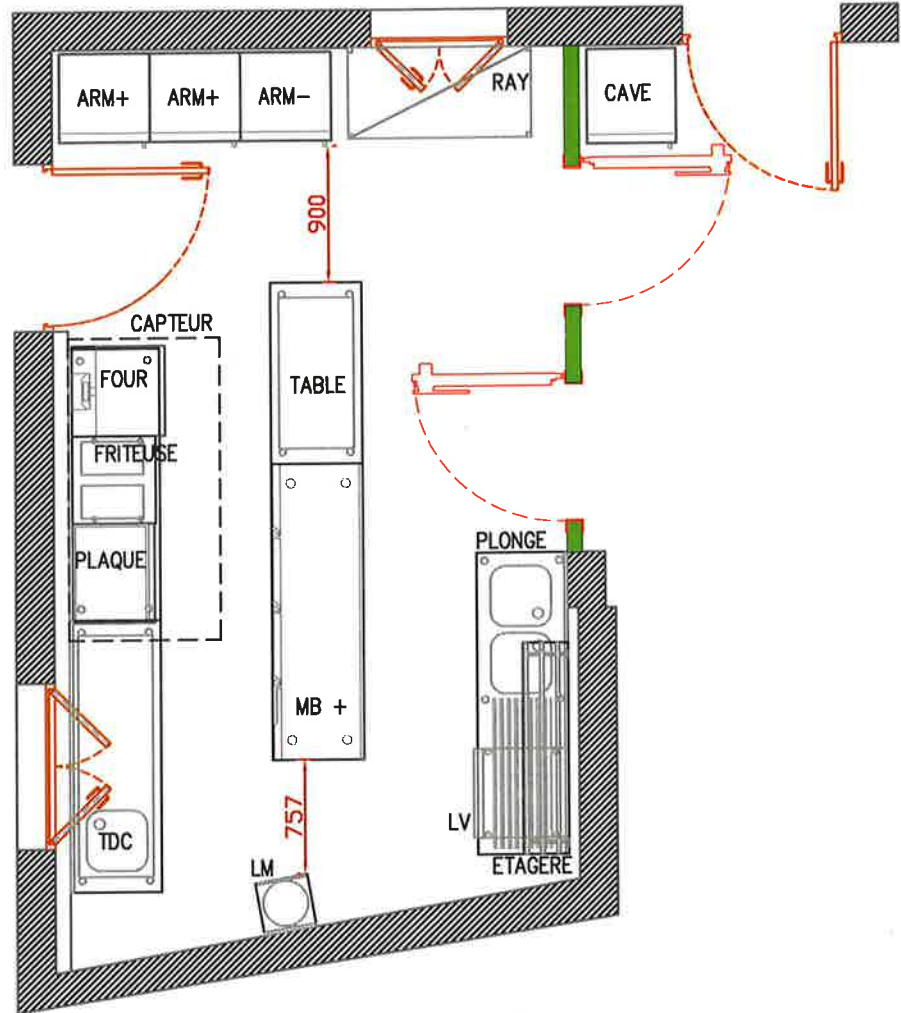 ARM+
ARM+
ARM-
RAY
CAVE
900
CAPTEUR
FOUR
TABLE
FRITEUSE
PLONGE
PLAQUE
MB +
757
LV
TDC
LM
ETAGERE